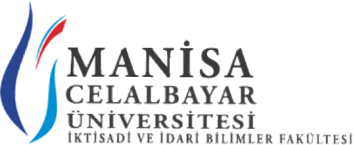 MANİSA
CELALBAYAR
ÜNİVERSİTESİ
İKTİSADİ VE İDARİ BİLİMLER FAKÜLTESİ